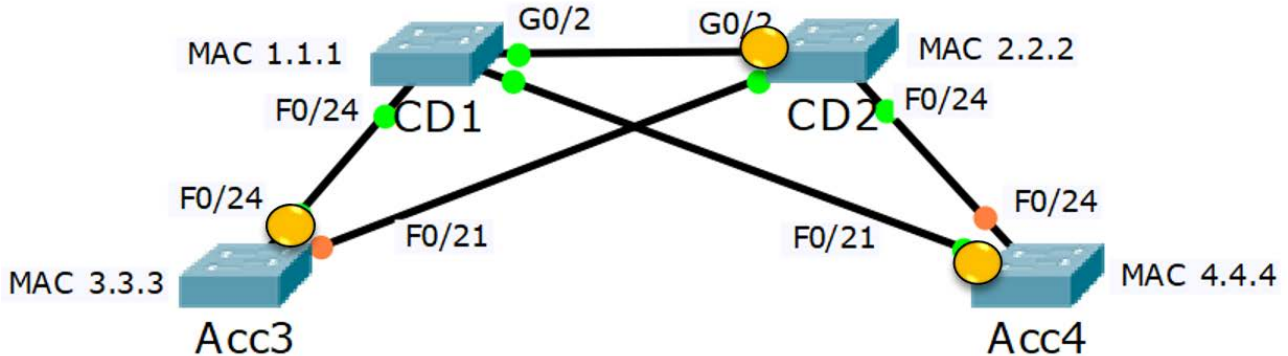 G0/2
G0/2
MAC 1.1.1
MAC 2.2.2
F0/24
CD1
CD2
F0/24
F0/24
F0/24
F0/21
F0/21
MAC 3.3.3
MAC 4.4.4
Acc3
Acc4